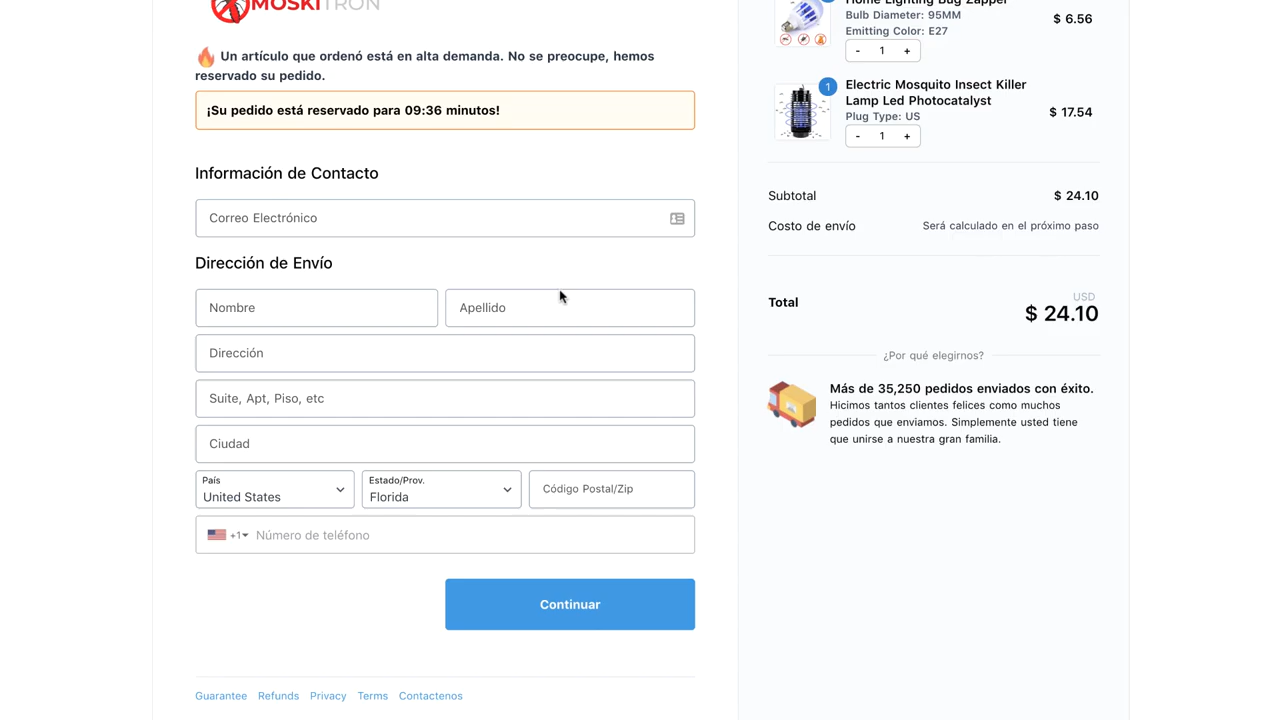 MOSKITRON
🔥 Un artículo que ordenó está en alta demanda. No se preocupe, hemos
reservado su pedido.
¡Su pedido está reservado para 09:36 minutos!
Información de Contacto
Correo Electrónico
Dirección de Envío
Nombre
Apellido
Dirección
Suite, Apt, Piso, etc
Ciudad
País
United States
Estado/Prov.
Florida
Código Postal/Zip
+1
Número de teléfono
Continuar
Guarantee Refunds Privacy Terms Contactenos
Home Lighting Bug Zapper
Bulb Diameter: 95MM
Emitting Color: E27
$ 6.56
- 1 +
1
Electric Mosquito Insect Killer
Lamp Led Photocatalyst
Plug Type: US
$ 17.54
- 1 +
Subtotal $ 24.10
Costo de envío Será calculado en el próximo paso
Total USD
$ 24.10
¿Por qué elegirnos?
Más de 35,250 pedidos enviados con éxito.
Hicimos tantos clientes felices como muchos
pedidos que enviamos. Simplemente usted tiene
que unirse a nuestra gran familia.